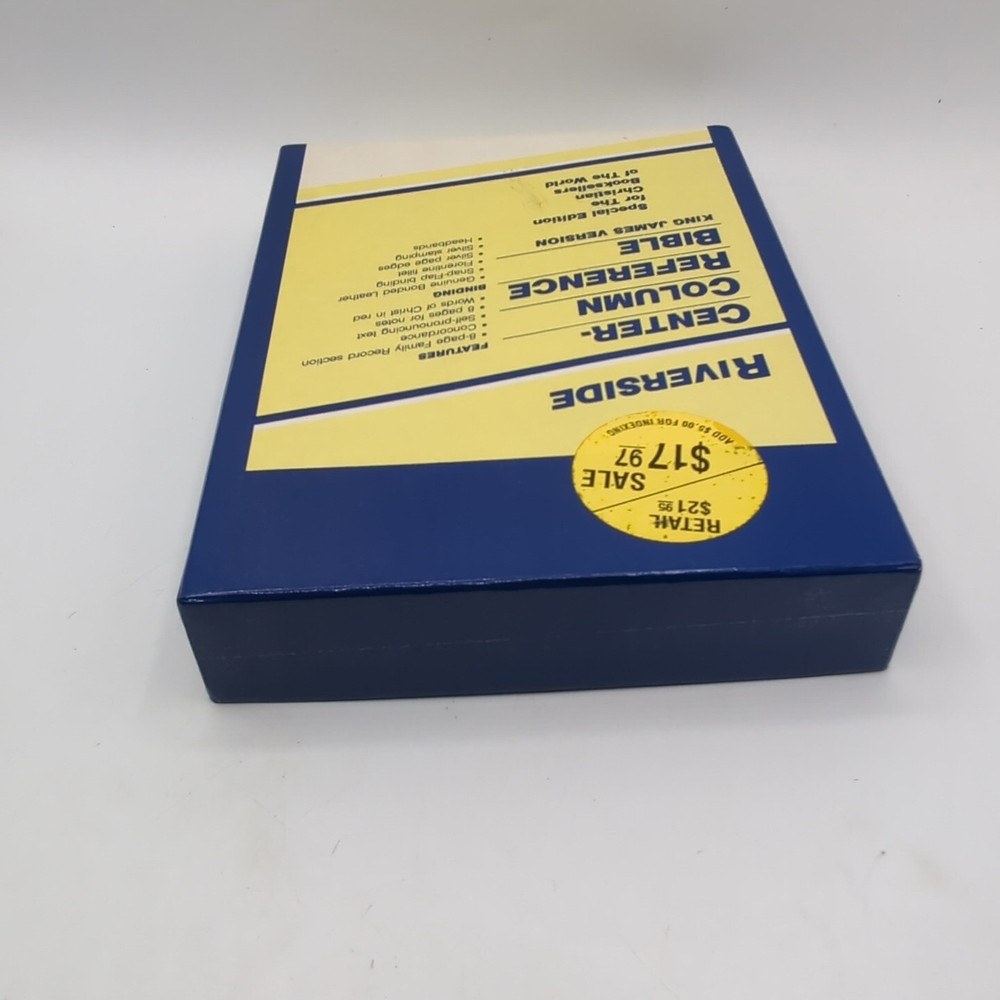 RETAIL
$21.95
SALE
$17.97
ADD $5.00 FOR INDEXING
RIVERSIDE
CENTER-
COLUMN
REFERENCE
BIBLE
KING JAMES VERSION
Special Edition
for The
Christian
Booksellers
of The World
FEATURES
• 8-page Family Record section
• Concordance
• Self-pronouncing text
• 8 pages for notes
• Words of Christ in red
BINDING
• Genuine Bonded Leather
• Snap-Flap binding
• Florentine fillet
• Silver page edges
• Silver stamping
• Headbands